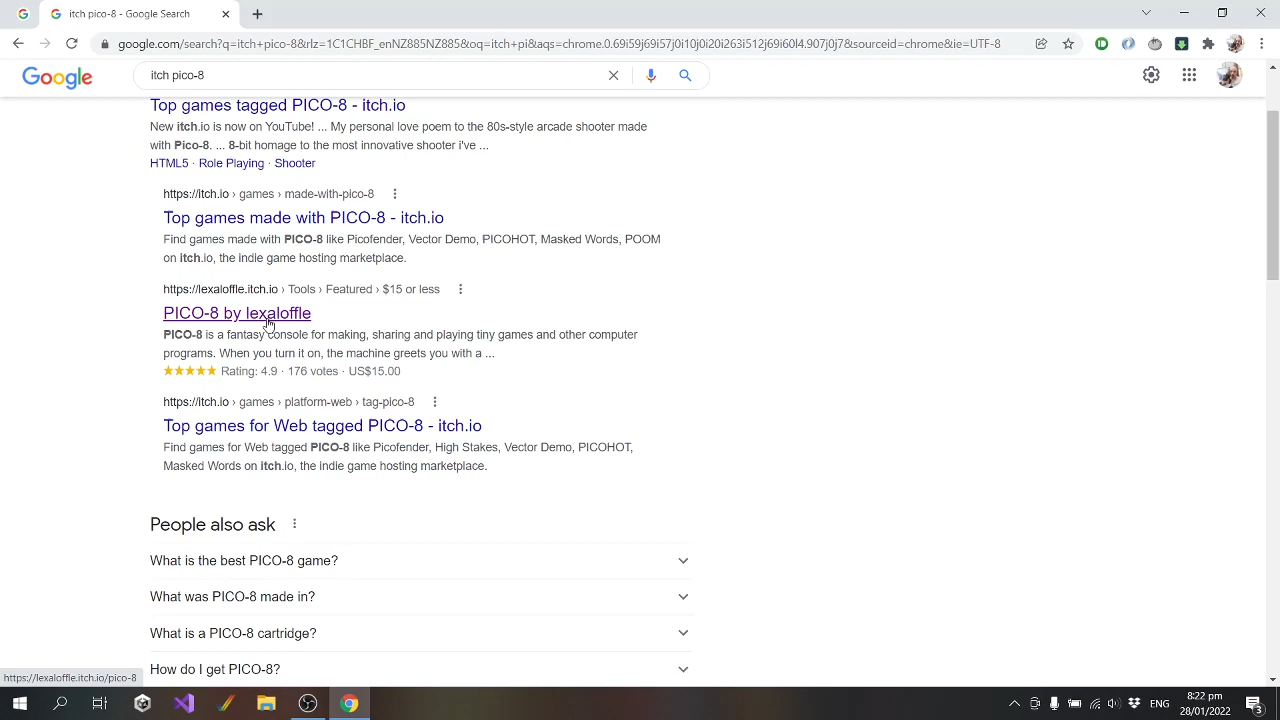 itch pico-8 - Google Search
google.com/search?q=itch+pico-8&rlz=1C1CHBF_enNZ885NZ885&oq=itch+pi&aqs=chrome.0.69i59j69i57j0i10j0i20i263i512j69i60l4.907j0j7&sourceid=chrome&ie=UTF-8
Google
itch pico-8
Top games tagged PICO-8 - itch.io
New itch.io is now on YouTube! ... My personal love poem to the 80s-style arcade shooter made
with Pico-8. ... 8-bit homage to the most innovative shooter i've ...
HTML5 · Role Playing · Shooter
https://itch.io › games › made-with-pico-8
Top games made with PICO-8 - itch.io
Find games made with PICO-8 like Picofender, Vector Demo, PICOHOT, Masked Words, POOM
on itch.io, the indie game hosting marketplace.
https://lexaloffle.itch.io › Tools › Featured › $15 or less
PICO-8 by lexaloffle
PICO-8 is a fantasy console for making, sharing and playing tiny games and other computer
programs. When you turn it on, the machine greets you with a ...
Rating: 4.9 · 176 votes · US$15.00
https://itch.io › games › platform-web › tag-pico-8
Top games for Web tagged PICO-8 - itch.io
Find games for Web tagged PICO-8 like Picofender, High Stakes, Vector Demo, PICOHOT,
Masked Words on itch.io, the indie game hosting marketplace.
People also ask
What is the best PICO-8 game?
What was PICO-8 made in?
What is a PICO-8 cartridge?
How do I get PICO-8?
https://lexaloffle.itch.io/pico-8
ENG
8:22 pm
28/01/2022
3